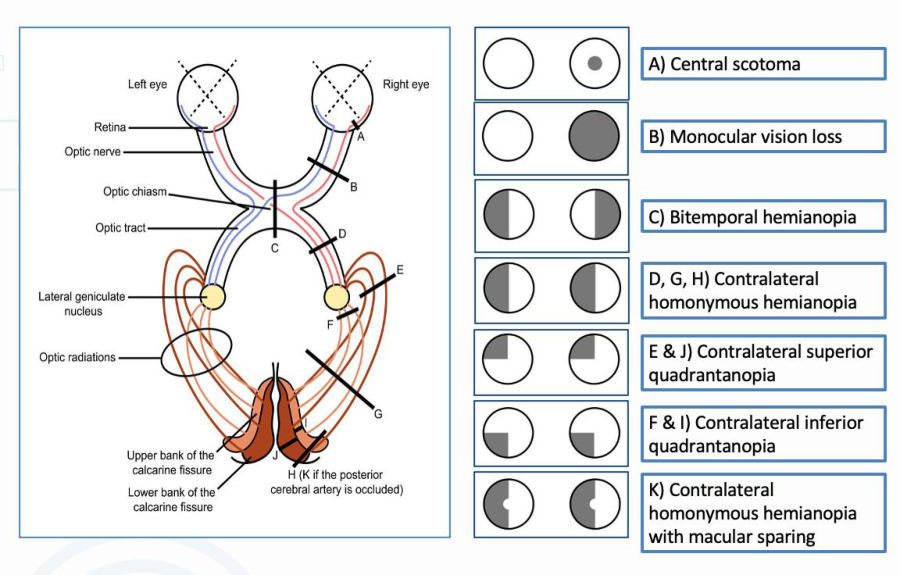 Left eye
Right eye
Retina
A
Optic nerve
B
Optic chiasm
Optic tract
C
D
E
Lateral geniculate
nucleus
F
Optic radiations
G
I
J
Upper bank of the
calcarine fissure
Lower bank of the
calcarine fissure
H (K if the posterior
cerebral artery is occluded)
A) Central scotoma
B) Monocular vision loss
C) Bitemporal hemianopia
D, G, H) Contralateral
homonymous hemianopia
E & J) Contralateral superior
quadrantanopia
F & I) Contralateral inferior
quadrantanopia
K) Contralateral
homonymous hemianopia
with macular sparing